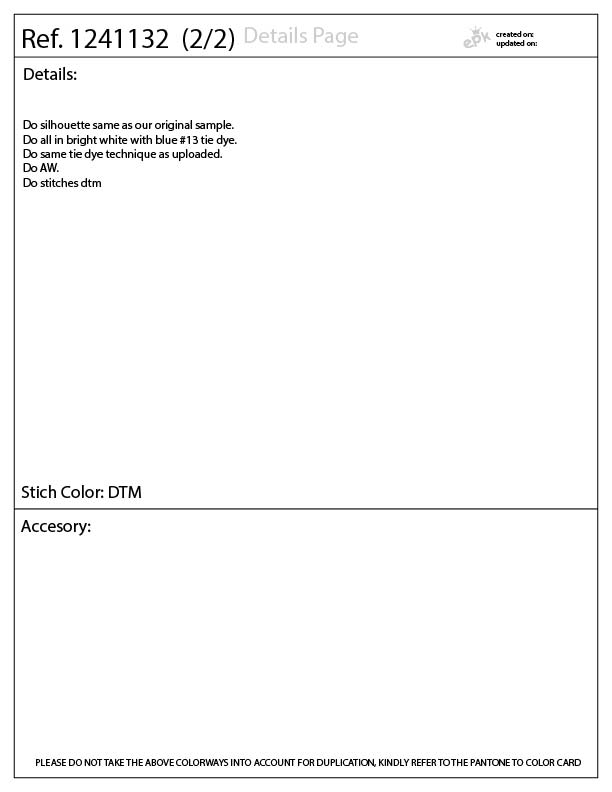 Ref. 1241132 (2/2) Details Page
epk
created on:
updated on:
Details:
Do silhouette same as our original sample.
Do all in bright white with blue #13 tie dye.
Do same tie dye technique as uploaded.
Do AW.
Do stitches dtm
Stich Color: DTM
Accesory:
PLEASE DO NOT TAKE THE ABOVE COLORWAYS INTO ACCOUNT FOR DUPLICATION, KINDLY REFER TO THE PANTONE TO COLOR CARD